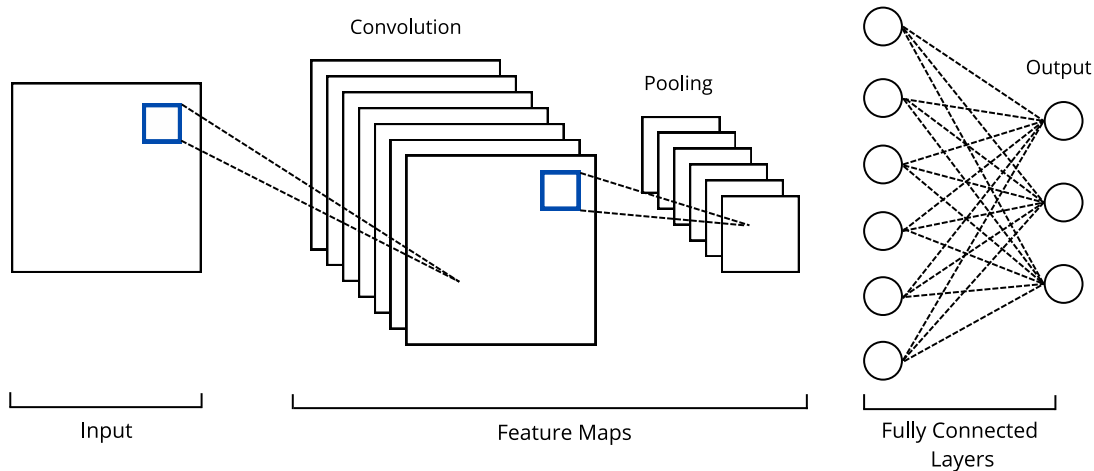 Convolution
Pooling
Output
Input
Feature Maps
Fully Connected
Layers